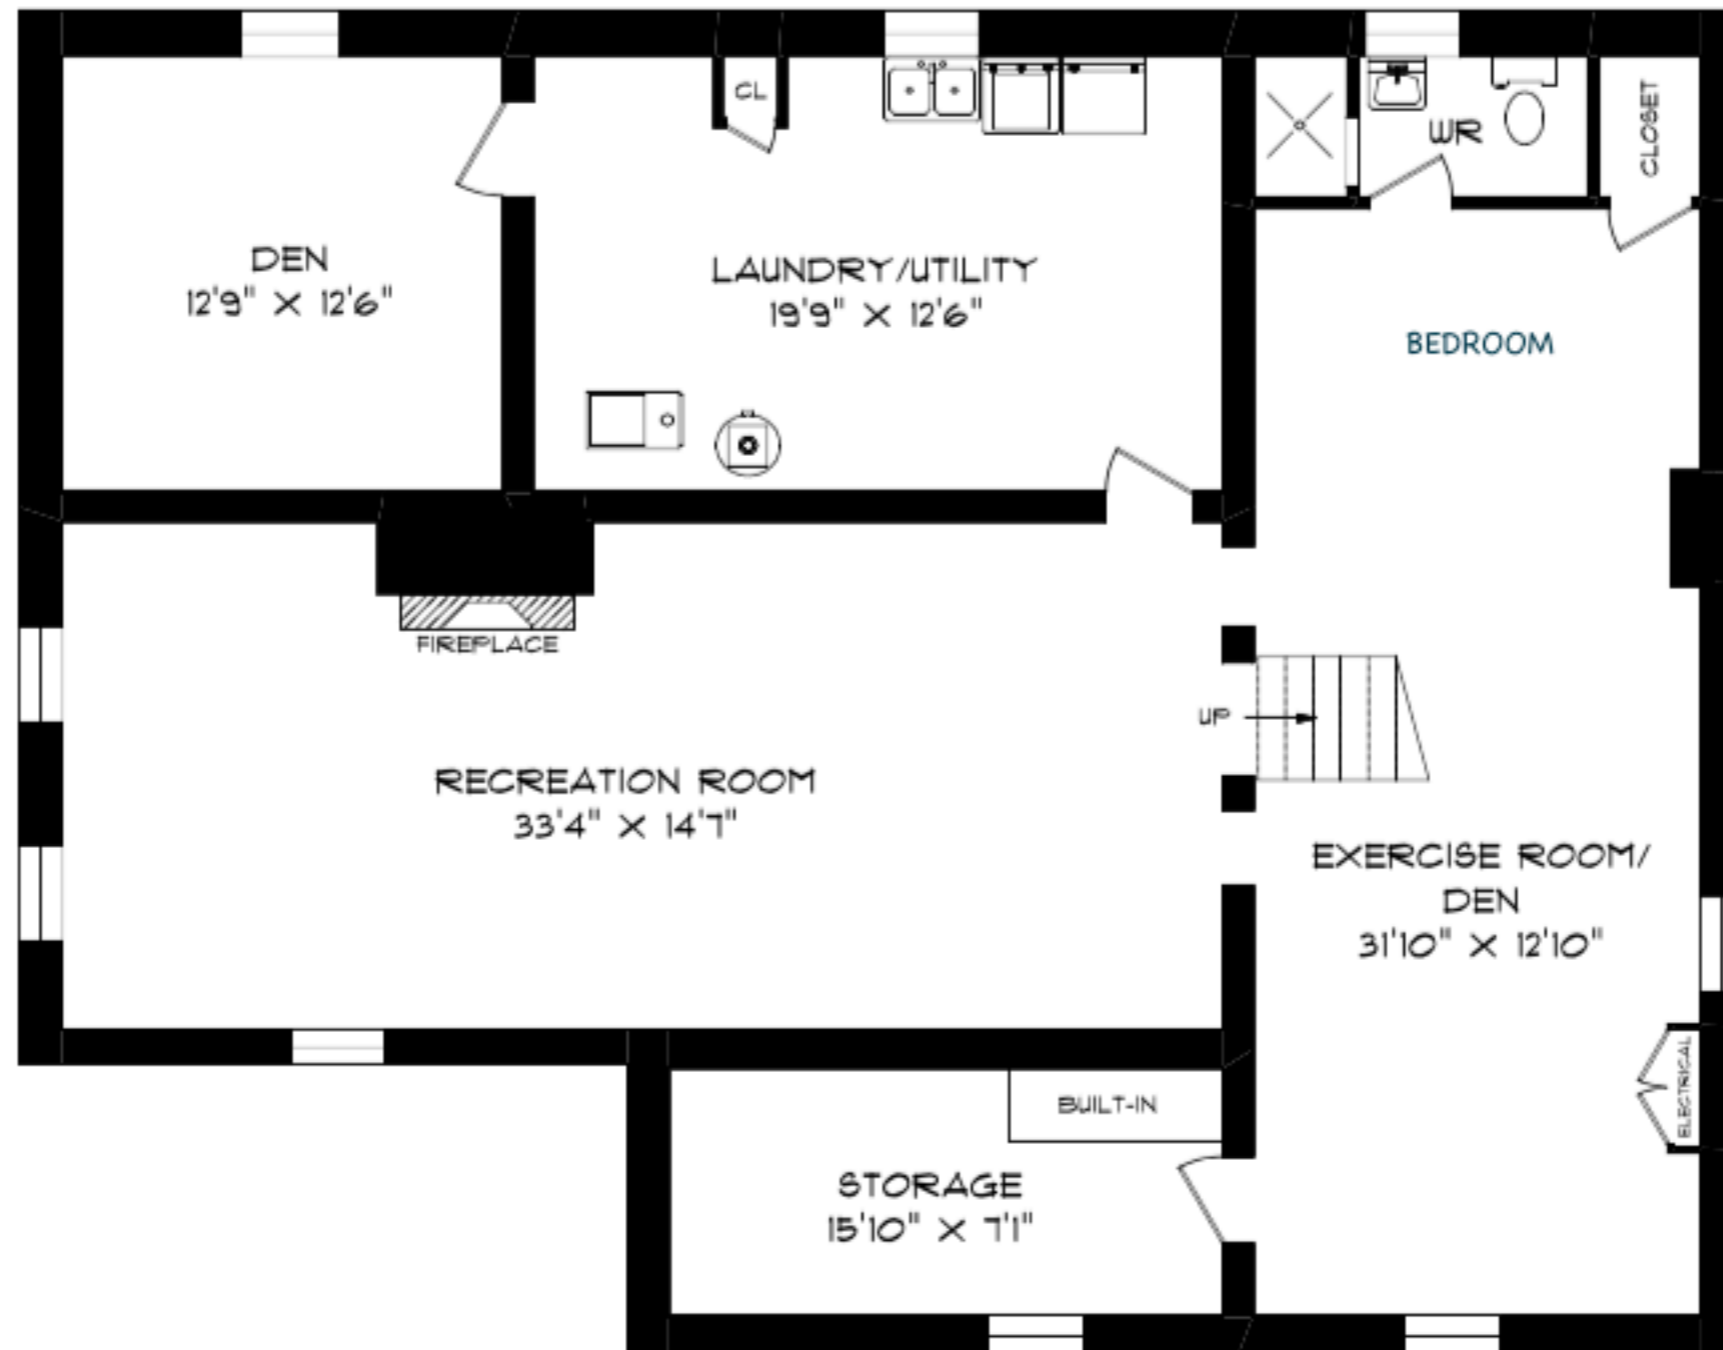 CL
WR
CLOSET
DEN
12'9" X 12'6"
LAUNDRY/UTILITY
19'9" X 12'6"
BEDROOM
FIREPLACE
UP
RECREATION ROOM
33'4" X 14'7"
EXERCISE ROOM/
DEN
31'10" X 12'10"
ELECTRICAL
BUILT-IN
STORAGE
15'10" X 7'1"